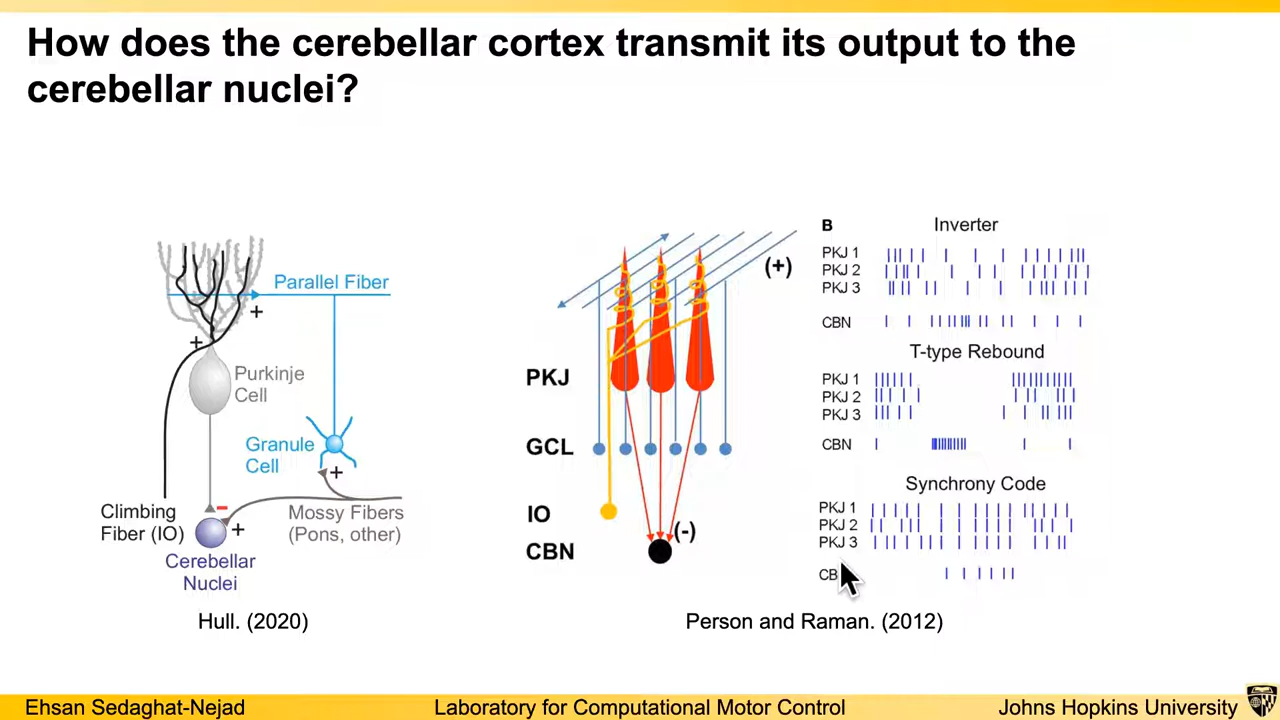 How does the cerebellar cortex transmit its output to the
cerebellar nuclei?
Parallel Fiber
+
+
Purkinje
Cell
Granule
Cell
+
-
+
Climbing
Fiber (IO)
Mossy Fibers
(Pons, other)
Cerebellar
Nuclei
Hull. (2020)
(+)
PKJ
GCL
IO
CBN
(-)
B
Inverter
PKJ 1
PKJ 2
PKJ 3
CBN
T-type Rebound
PKJ 1
PKJ 2
PKJ 3
CBN
Synchrony Code
PKJ 1
PKJ 2
PKJ 3
CB
Person and Raman. (2012)
Ehsan Sedaghat-Nejad
Laboratory for Computational Motor Control
Johns Hopkins University